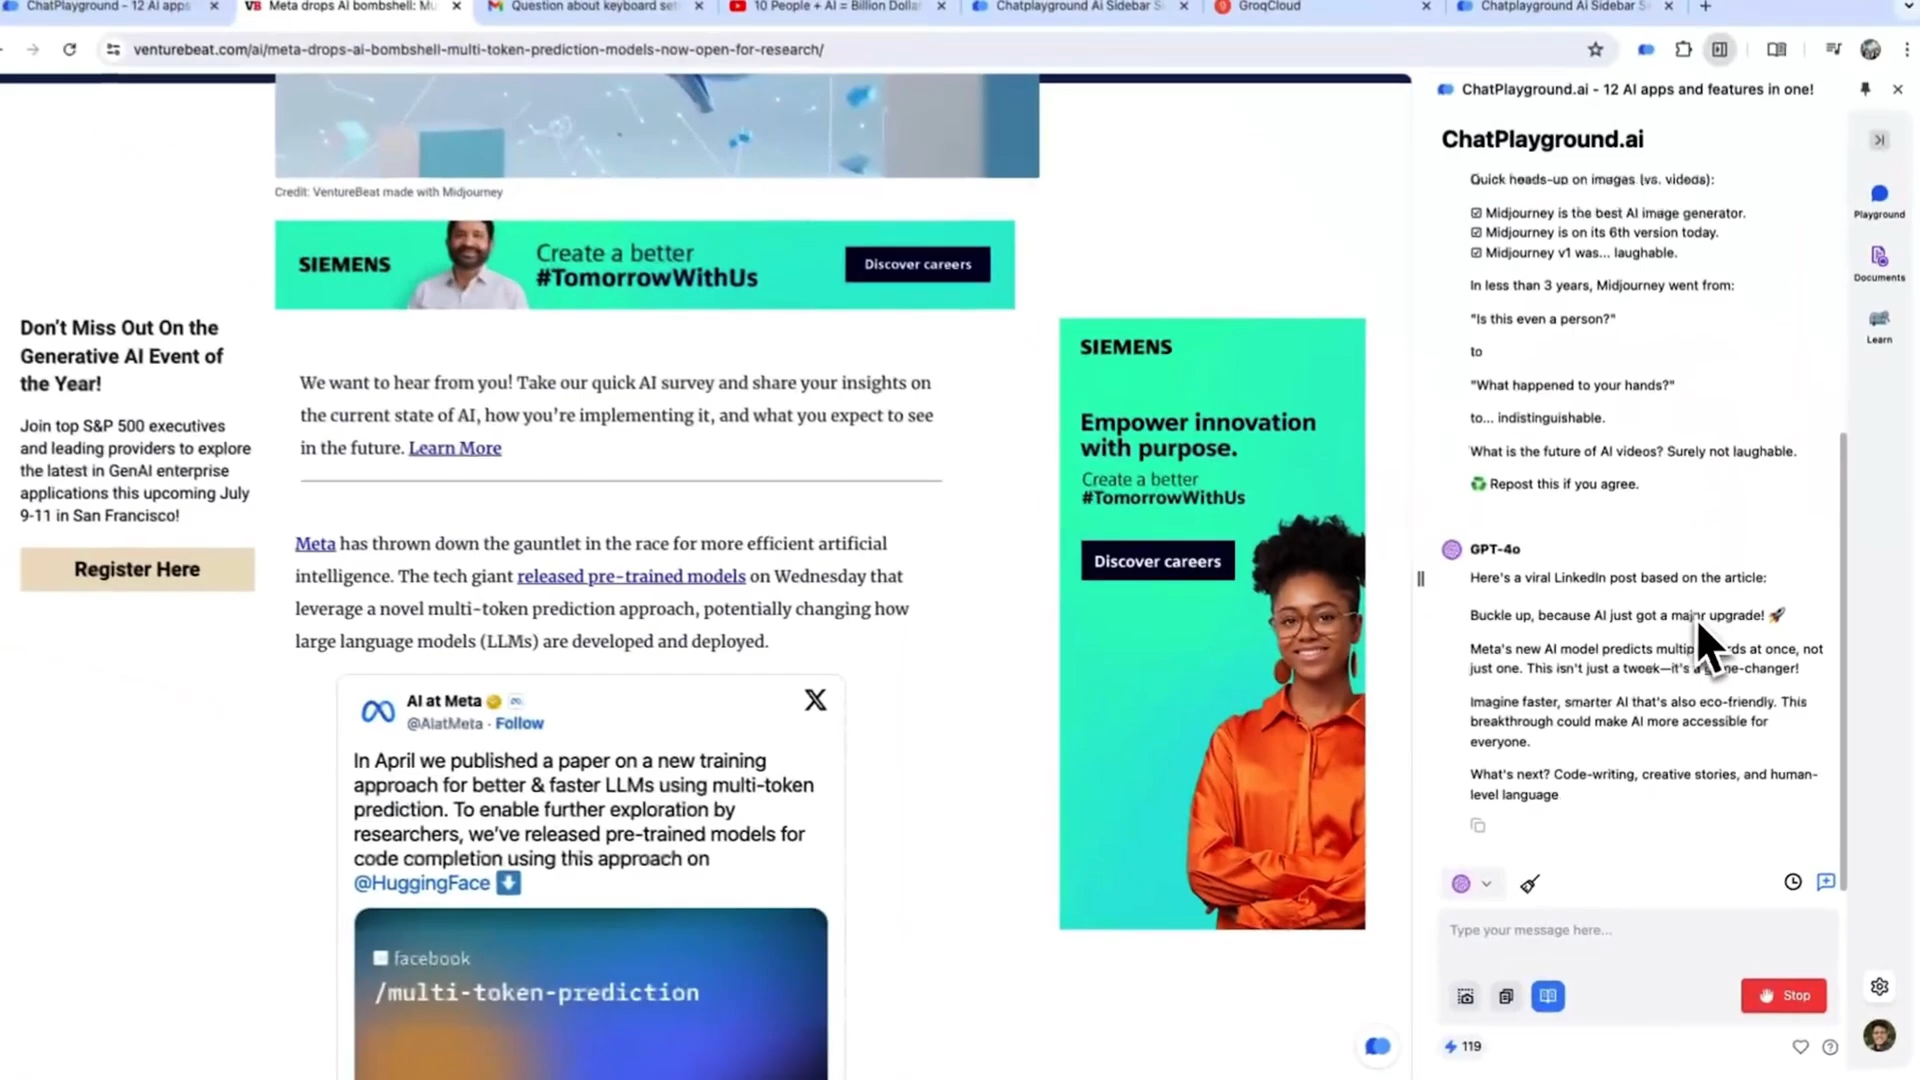 ChatPlayground - 12 AI apps
VB Meta drops AI bombshell: Mu
Question about keyboard set
10 People + AI = Billion Dolla
Chatplayground Ai Sidebar S
GroqCloud
Chatplayground Ai Sidebar S
venturebeat.com/ai/meta-drops-ai-bombshell-multi-token-prediction-models-now-open-for-research/
Credit: VentureBeat made with Midjourney
SIEMENS
Create a better
#TomorrowWithUs
Discover careers
Don't Miss Out On the
Generative AI Event of
the Year!
Join top S&P 500 executives
and leading providers to explore
the latest in GenAI enterprise
applications this upcoming July
9-11 in San Francisco!
Register Here
We want to hear from you! Take our quick AI survey and share your insights on
the current state of AI, how you're implementing it, and what you expect to see
in the future. Learn More
Meta has thrown down the gauntlet in the race for more efficient artificial
intelligence. The tech giant released pre-trained models on Wednesday that
leverage a novel multi-token prediction approach, potentially changing how
large language models (LLMs) are developed and deployed.
AI at Meta
@AIatMeta · Follow
X
In April we published a paper on a new training
approach for better & faster LLMs using multi-token
prediction. To enable further exploration by
researchers, we've released pre-trained models for
code completion using this approach on
@HuggingFace ⬇
facebook
/multi-token-prediction
SIEMENS
Empower innovation
with purpose.
Create a better
#TomorrowWithUs
Discover careers
ChatPlayground.ai - 12 AI apps and features in one!
ChatPlayground.ai
Quick heads-up on images (vs. videos):
☑ Midjourney is the best AI image generator.
☑ Midjourney is on its 6th version today.
☑ Midjourney v1 was... laughable.
In less than 3 years, Midjourney went from:
"Is this even a person?"
to
"What happened to your hands?"
to... indistinguishable.
What is the future of AI videos? Surely not laughable.
♻ Repost this if you agree.
GPT-4o
Here's a viral LinkedIn post based on the article:
Buckle up, because AI just got a major upgrade! 🚀
Meta's new AI model predicts at once, not
just one. This isn't just a tweak—it's
Imagine faster, smarter AI that's also eco-friendly. This
breakthrough could make AI more accessible for
everyone.
What's next? Code-writing, creative stories, and human-
level language
Type your message here...
Stop
119
Playground
Documents
Learn